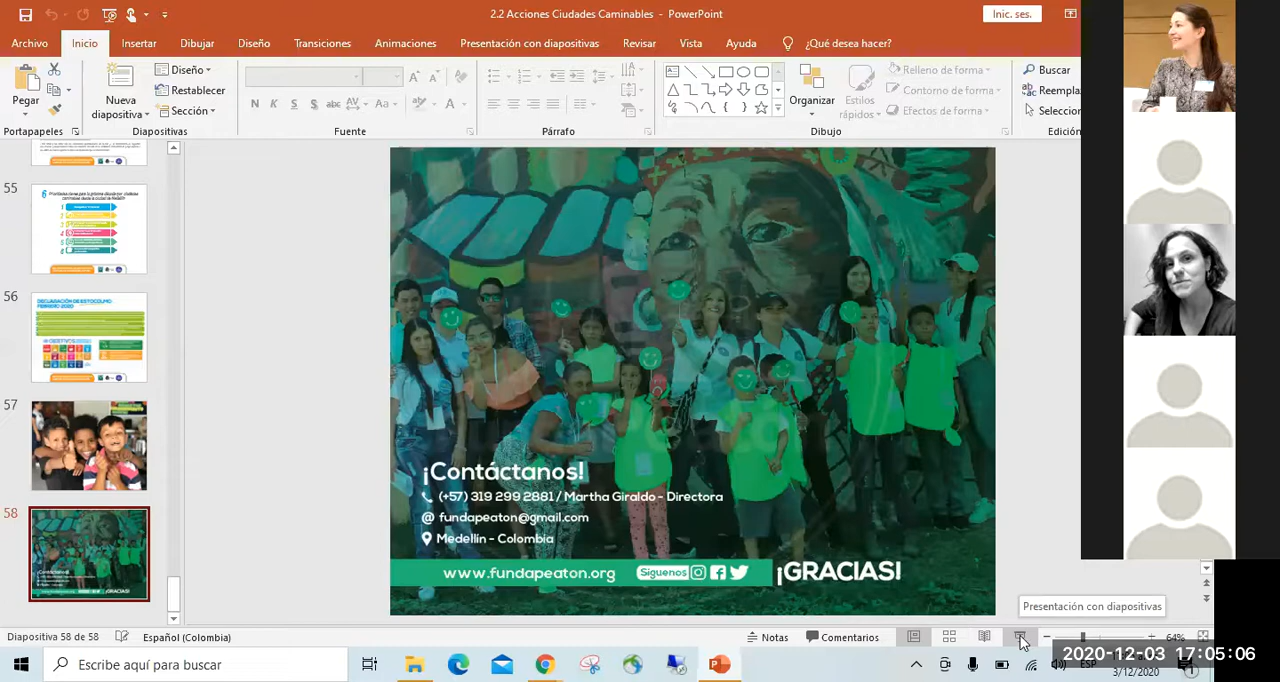 2.2 Acciones Ciudades Caminables - PowerPoint
Inic. ses.
Archivo Inicio Insertar Dibujar Diseño Transiciones Animaciones Presentación con diapositivas Revisar Vista Ayuda ¿Qué desea hacer?
Pegar
Nueva diapositiva
Diseño
Restablecer
Sección
N K S S abc AV Aa A
Organizar
Estilos rápidos
Relleno de forma
Contorno de forma
Efectos de forma
Buscar
Reempla
Seleccion
Portapapeles Diapositivas Fuente Párrafo Dibujo Edición
55
56
DECLARACIÓN DE ESTOCOLMO
FEBRERO 2020
57
58
¡Contáctanos!
(+57) 319 299 2881 / Martha Giraldo - Directora
@ fundapeaton@gmail.com
Medellín - Colombia
www.fundapeaton.org Síguenos ¡GRACIAS!
Presentación con diapositivas
Diapositiva 58 de 58 Español (Colombia) Notas Comentarios 64%
Escribe aquí para buscar
ESP
2020-12-03 17:05:06
3/12/2020